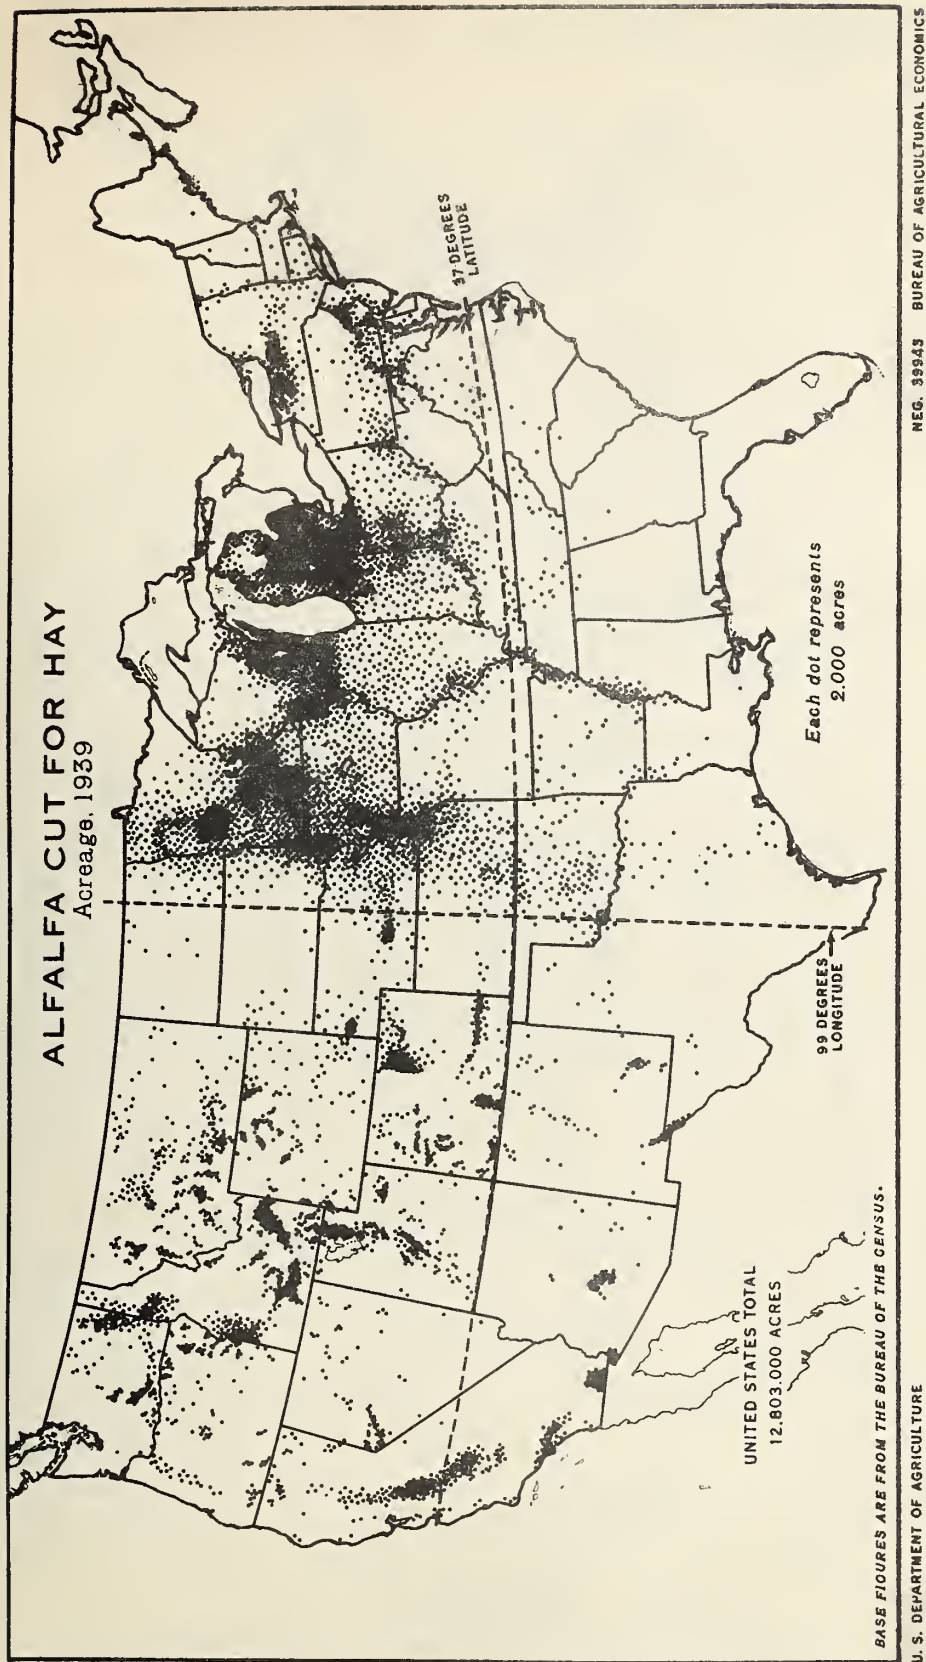 ALFALFA CUT FOR HAY
Acreage, 1939
37 DEGREES
LATITUDE
99 DEGREES
LONGITUDE
Each dot represents
2,000 acres
UNITED STATES TOTAL
12,803,000 ACRES
BASE FIGURES ARE FROM THE BUREAU OF THE CENSUS.
U. S. DEPARTMENT OF AGRICULTURE
NEG. 39943 BUREAU OF AGRICULTURAL ECONOMICS